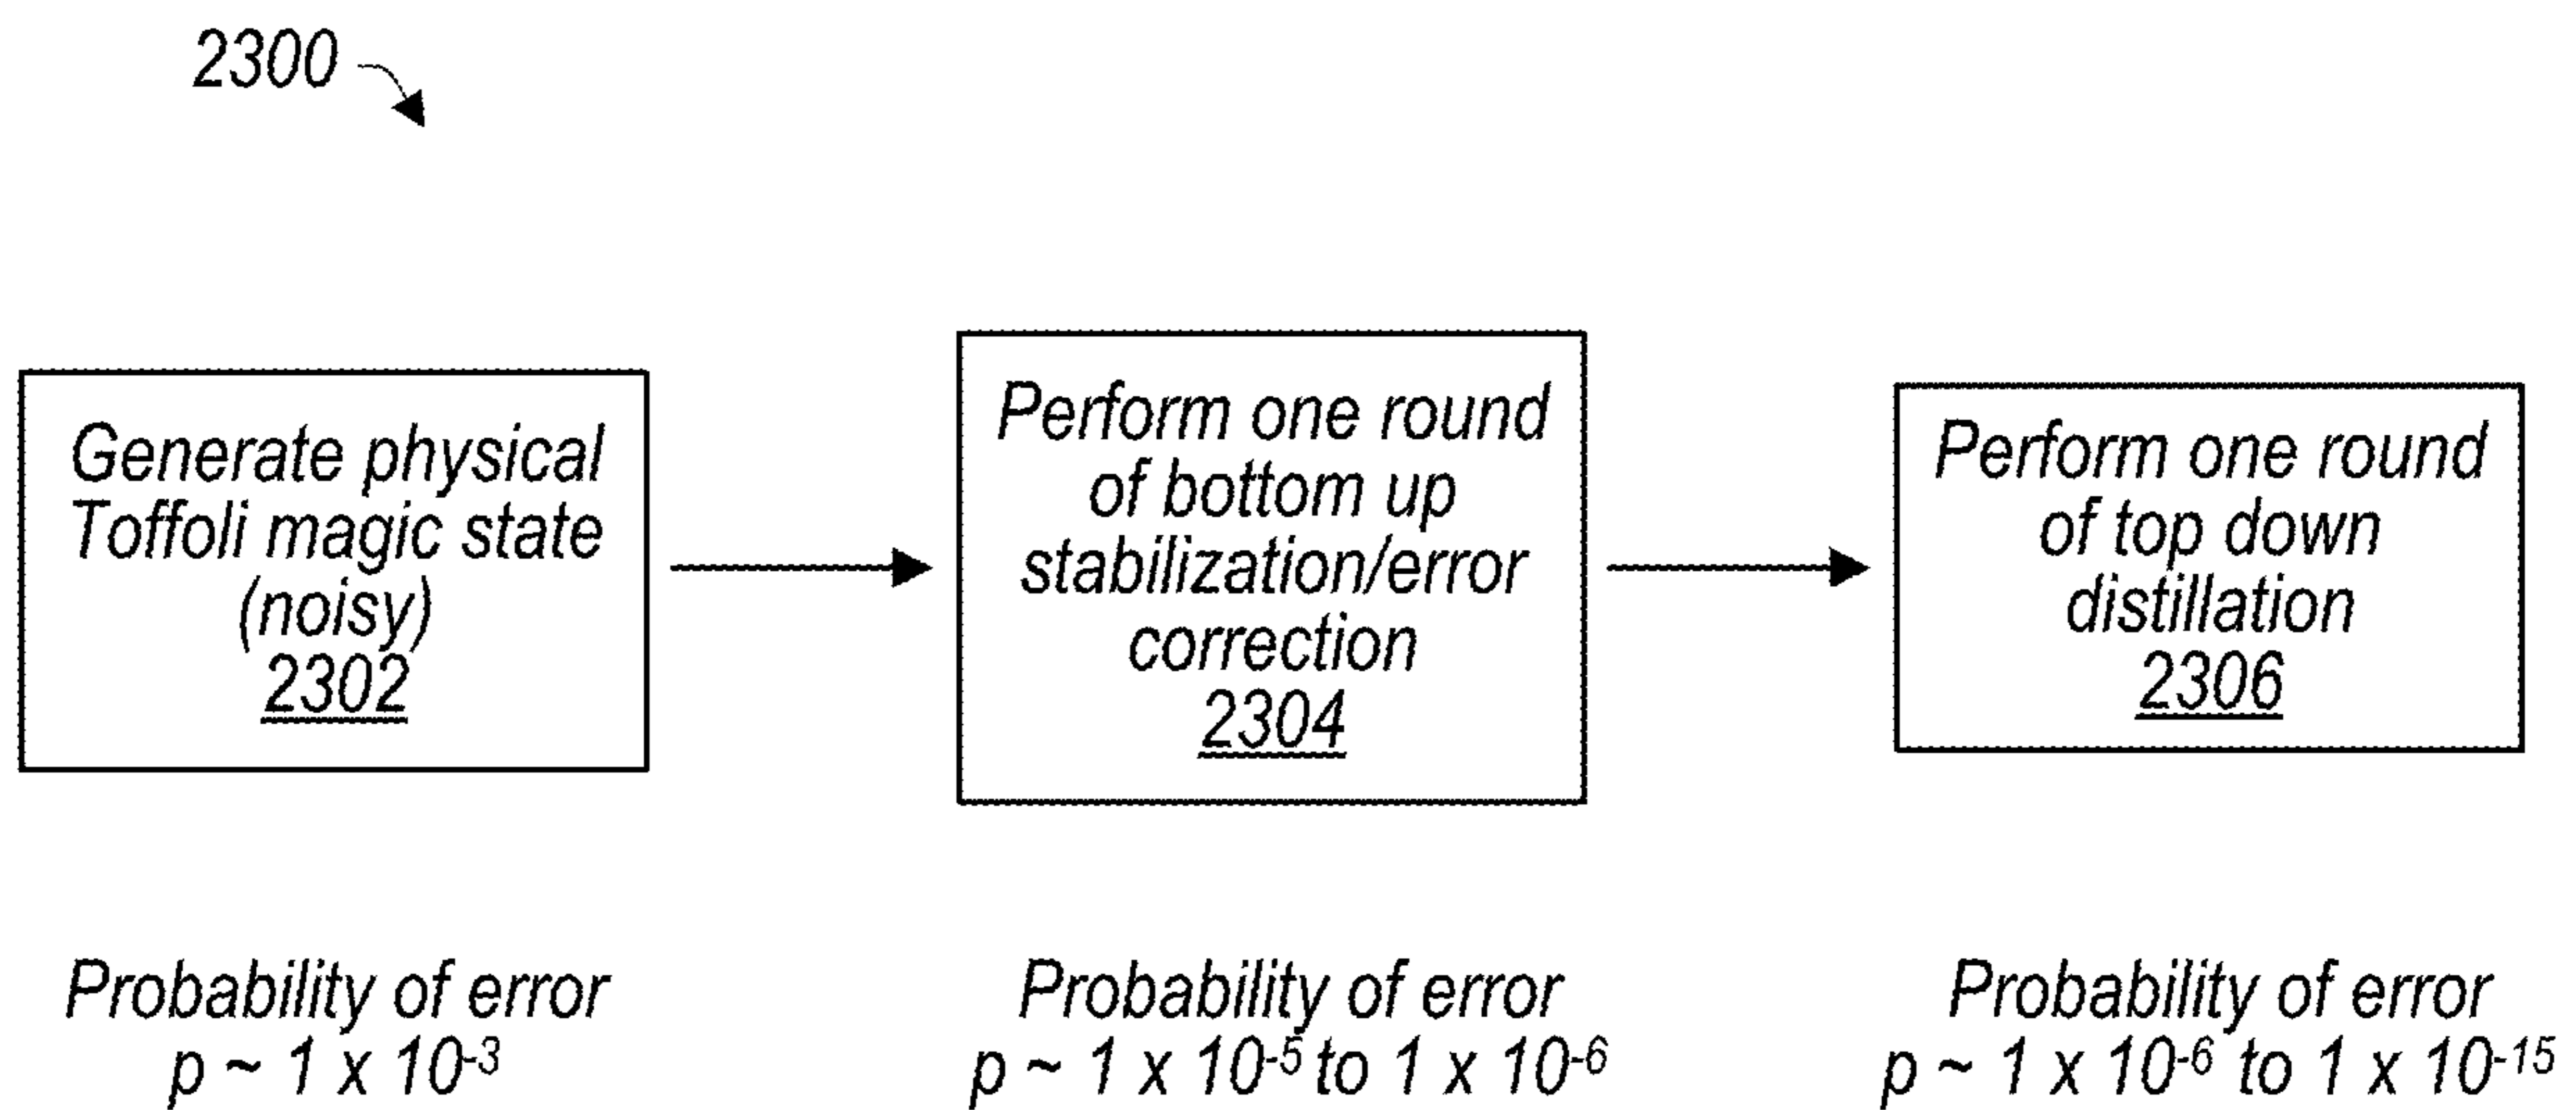 2300
Generate physical
Toffoli magic state
(noisy)
2302
Perform one round
of bottom up
stabilization/error
correction
2304
Perform one round
of top down
distillation
2306
Probability of error
p ~ 1 x 10⁻³
Probability of error
p ~ 1 x 10⁻⁵ to 1 x 10⁻⁶
Probability of error
p ~ 1 x 10⁻⁶ to 1 x 10⁻¹⁵